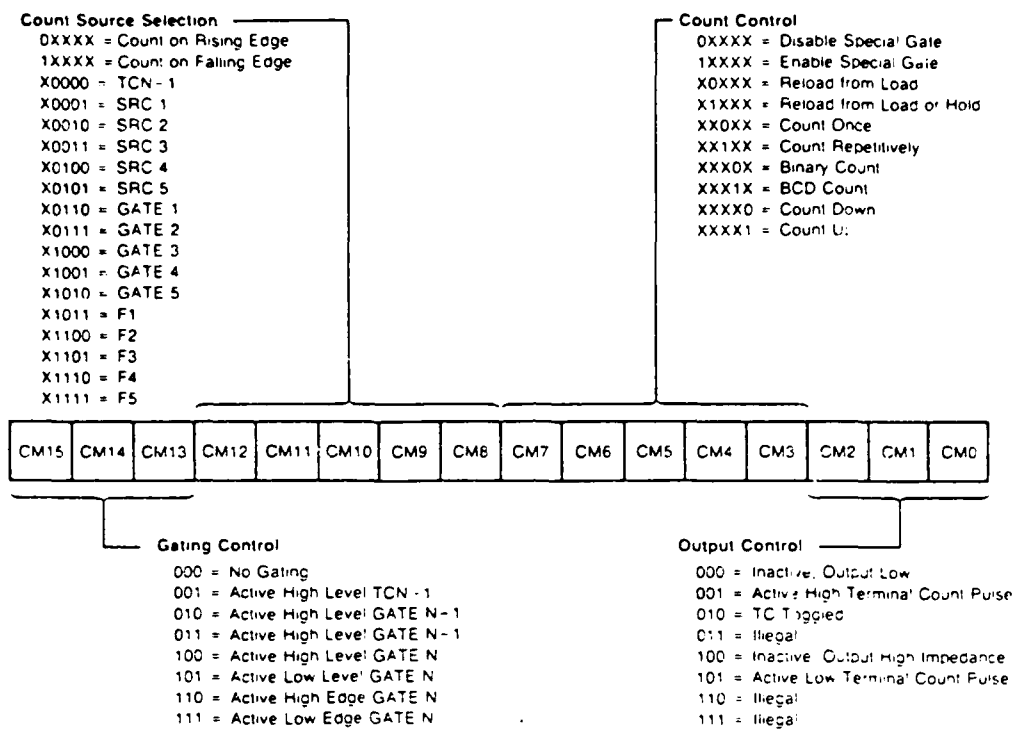 Count Source Selection
0XXXX = Count on Rising Edge
1XXXX = Count on Falling Edge
X0000 = TCN-1
X0001 = SRC 1
X0010 = SRC 2
X0011 = SRC 3
X0100 = SRC 4
X0101 = SRC 5
X0110 = GATE 1
X0111 = GATE 2
X1000 = GATE 3
X1001 = GATE 4
X1010 = GATE 5
X1011 = F1
X1100 = F2
X1101 = F3
X1110 = F4
X1111 = F5
Count Control
0XXXX = Disable Special Gate
1XXXX = Enable Special Gate
X0XXX = Reload from Load
X1XXX = Reload from Load or Hold
XX0XX = Count Once
XX1XX = Count Repetitively
XXX0X = Binary Count
XXX1X = BCD Count
XXXX0 = Count Down
XXXX1 = Count
CM15 CM14 CM13 CM12 CM11 CM10 CM9 CM8 CM7 CM6 CM5 CM4 CM3 CM2 CM1 CM0
Gating Control
000 = No Gating
001 = Active High Level TCN-1
010 = Active High Level GATE N-1
011 = Active High Level GATE N-1
100 = Active High Level GATE N
101 = Active Low Level GATE N
110 = Active High Edge GATE N
111 = Active Low Edge GATE N
Output Control
000 = Inactive, Output Low
001 = Active High Terminal Count Pulse
010 = TC Toggled
011 = Illegal
100 = Inactive, Output High Impedance
101 = Active Low Terminal Count Pulse
110 = Illegal
111 = Illegal